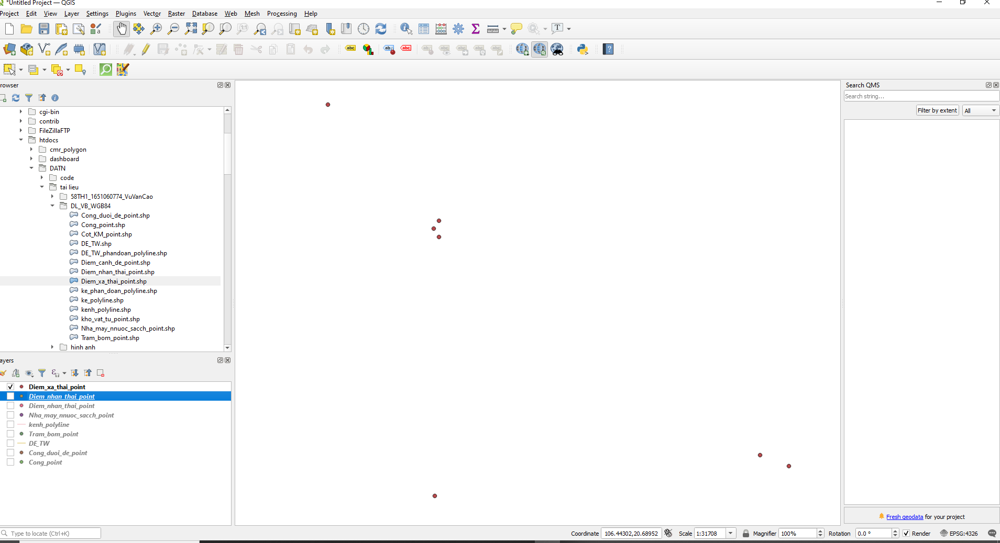 *Untitled Project — QGIS
Project Edit View Layer Settings Plugins Vector Raster Database Web Mesh Processing Help
rowser
cgi-bin
contrib
FileZillaFTP
htdocs
cmr_polygon
dashboard
DATN
code
tai lieu
58TH1_1651060774_VuVanCao
DL_VB_WGB84
Cong_duoi_de_point.shp
Cong_point.shp
Cot_KM_point.shp
DE_TW.shp
DE_TW_phandoan_polyline.shp
Diem_canh_de_point.shp
Diem_nhan_thai_point.shp
Diem_xa_thai_point.shp
ke_phan_doan_polyline.shp
ke_polyline.shp
kenh_polyline.shp
kho_vat_tu_point.shp
Nha_may_nnuoc_sacch_point.shp
Tram_bom_point.shp
hinh anh
ayers
Diem_xa_thai_point
Diem_nhan_thai_point
Diem_nhan_thai_point
Nha_may_nnuoc_sacch_point
kenh_polyline
Tram_bom_point
DE_TW
Cong_duoi_de_point
Cong_point
Search QMS
Search string...
Filter by extent All
Fresh geodata for your project
Type to locate (Ctrl+K) Coordinate 106.44302,20.68952 Scale 1:31708 Magnifier 100% Rotation 0.0 ° Render EPSG:4326